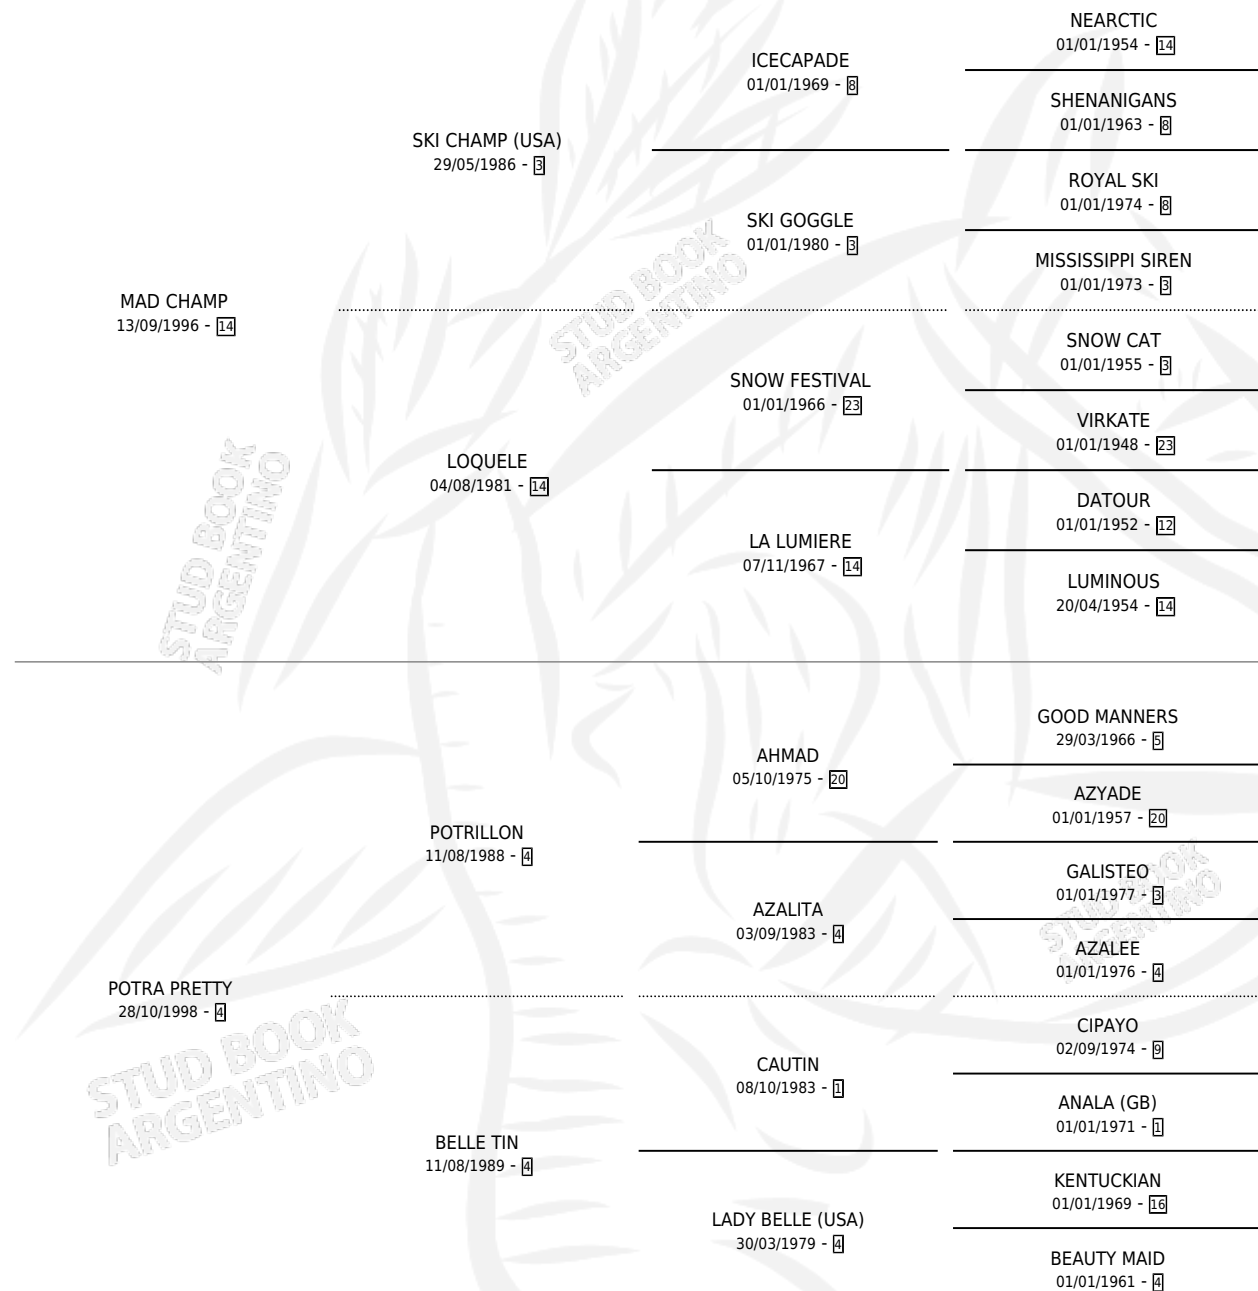 NEARCTIC
01/01/1954 - 14
ICECAPADE
01/01/1969 - 8
SHENANIGANS
01/01/1963 - 8
SKI CHAMP (USA)
29/05/1986 - 3
ROYAL SKI
01/01/1974 - 8
SKI GOGGLE
01/01/1980 - 3
MISSISSIPPI SIREN
01/01/1973 - 3
MAD CHAMP
13/09/1996 - 14
SNOW CAT
01/01/1955 - 3
SNOW FESTIVAL
01/01/1966 - 23
VIRKATE
01/01/1948 - 23
LOQUELE
04/08/1981 - 14
DATOUR
01/01/1952 - 12
LA LUMIERE
07/11/1967 - 14
LUMINOUS
20/04/1954 - 14
GOOD MANNERS
29/03/1966 - 5
AHMAD
05/10/1975 - 20
AZYADE
01/01/1957 - 20
POTRILLON
11/08/1988 - 4
GALISTEO
01/01/1977 - 3
AZALITA
03/09/1983 - 4
AZALEE
01/01/1976 - 4
POTRA PRETTY
28/10/1998 - 4
CIPAYO
02/09/1974 - 9
CAUTIN
08/10/1983 - 1
ANALA (GB)
01/01/1971 - 1
BELLE TIN
11/08/1989 - 4
KENTUCKIAN
01/01/1969 - 16
LADY BELLE (USA)
30/03/1979 - 4
BEAUTY MAID
01/01/1961 - 4
STUD BOOK
ARGENTINO
STUD BOOK
ARGENTINO
STUD BOOK
ARGENTINO
STUD BOOK
ARGENTINO